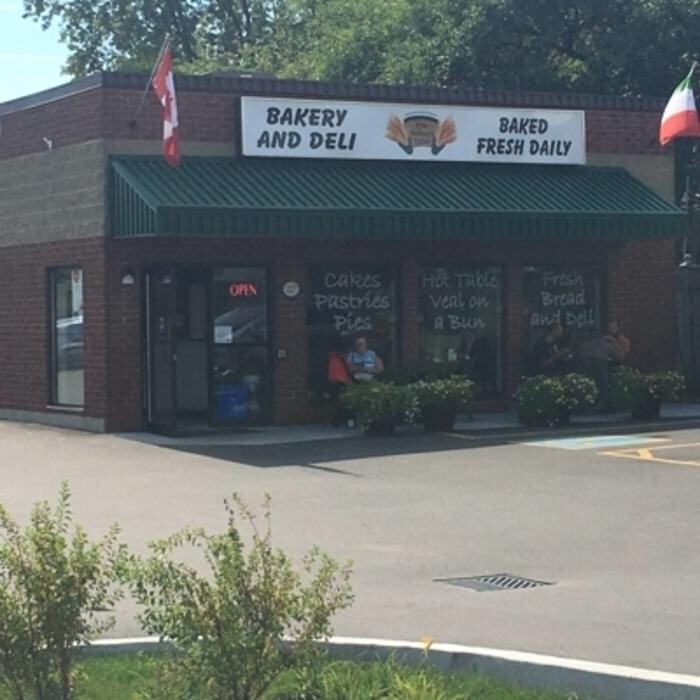 BAKERY
AND DELI
BAKED
FRESH DAILY
OPEN
Cakes
Pastries
Pies
Hot Table
Veal on
a Bun
Fresh
Bread
and Deli